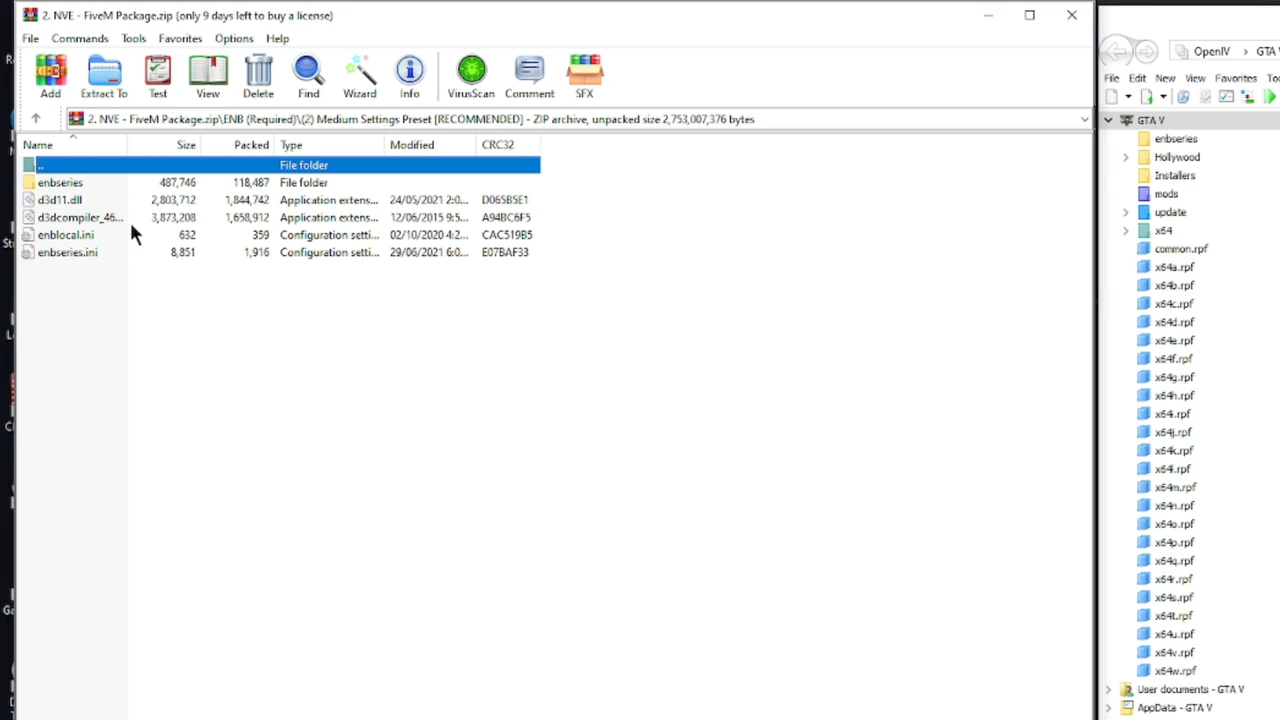 2. NVE - FiveM Package.zip (only 9 days left to buy a license)
File Commands Tools Favorites Options Help
Add Extract To Test View Delete Find Wizard Info VirusScan Comment SFX
2. NVE - FiveM Package.zip\ENB (Required)\(2) Medium Settings Preset [RECOMMENDED] - ZIP archive, unpacked size 2,753,007,376 bytes
Name Size Packed Type Modified CRC32
.. File folder
enbseries 487,746 118,487 File folder
d3d11.dll 2,803,712 1,844,742 Application extens... 24/05/2021 2:0... D065B5E1
d3dcompiler_46... 3,873,208 1,658,912 Application extens... 12/06/2015 9:5... A94BC6F5
enblocal.ini 632 359 Configuration setti... 02/10/2020 4:2... CAC519B5
enbseries.ini 8,851 1,916 Configuration setti... 29/06/2021 6:0... E07BAF33
OpenIV > GTA
File Edit New View Favorites
GTA V
enbseries
Hollywood
Installers
mods
update
x64
common.rpf
x64a.rpf
x64b.rpf
x64c.rpf
x64d.rpf
x64e.rpf
x64f.rpf
x64g.rpf
x64h.rpf
x64i.rpf
x64j.rpf
x64k.rpf
x64l.rpf
x64m.rpf
x64n.rpf
x64o.rpf
x64p.rpf
x64q.rpf
x64r.rpf
x64s.rpf
x64t.rpf
x64u.rpf
x64v.rpf
x64w.rpf
User documents - GTA V
AppData - GTA V